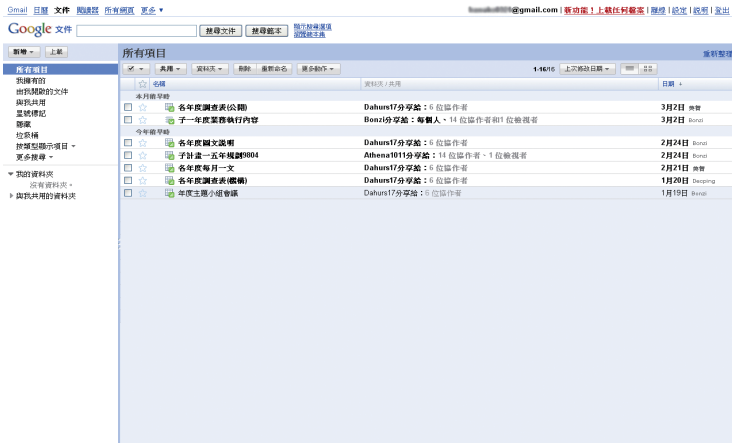 Gmail 日曆 文件 閱讀器 所有網頁 更多 ▼
@gmail.com | 新功能！上載任何檔案 | 離線 | 設定 | 說明 | 登出
Google 文件 搜尋文件 搜尋範本 顯示搜尋選項
瀏覽範本集
新增 上載 所有項目 重新整理
共用 資料夾 刪除 重新命名 更多動作 1-16/16 上次修改日期
名稱 資料夾 / 共用 日期
所有項目
我擁有的
由我開啟的文件
與我共用
星號標記
隱藏
垃圾桶
按類型顯示項目
更多搜尋
我的資料夾
沒有資料夾。
與我共用的資料夾
本月稍早時
各年度調查表(公開) Dahurs17分享給：6 位協作者 3月2日
子一年度業務執行內容 Bonzi分享給：每個人、14 位協作者和1 位檢視者 3月2日 Bonzi
今年稍早時
各年度圖文說明 Dahurs17分享給：6 位協作者 2月24日 Bonzi
子計畫一五年規劃9804 Athena1011分享給：14 位協作者、1 位檢視者 2月24日 Bonzi
各年度每月一文 Dahurs17分享給：6 位協作者 2月21日
各年度調查表(檔橋) Dahurs17分享給：6 位協作者 1月20日 Decping
年度主題小組會議 Dahurs17分享給：6 位協作者 1月19日 Bonzi